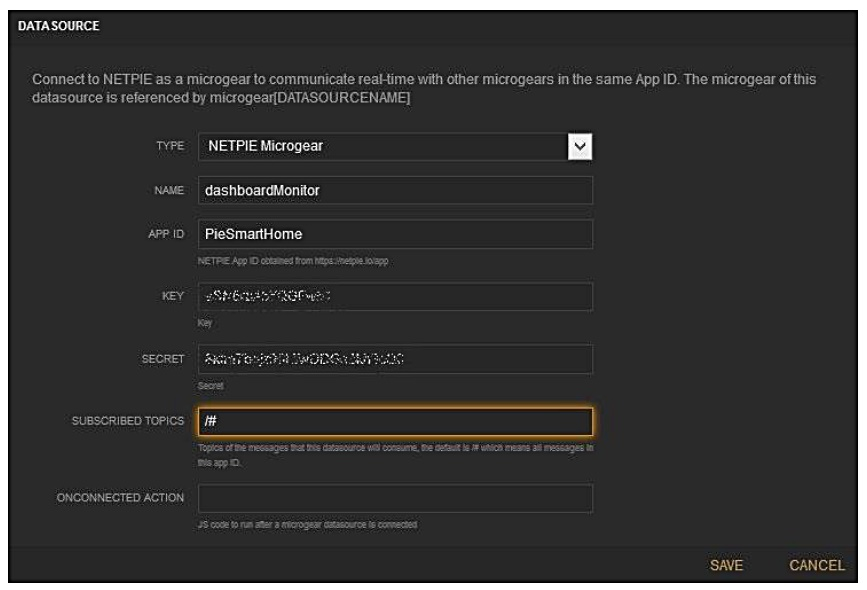 DATASOURCE
Connect to NETPIE as a microgear to communicate real-time with other microgears in the same App ID. The microgear of this
datasource is referenced by microgear[DATASOURCENAME]
TYPE NETPIE Microgear
NAME dashboardMonitor
APP ID PieSmartHome
NETPIE App ID obtained from https://netpie.io/app
KEY
Key
SECRET
Secret
SUBSCRIBED TOPICS /#
Topics of the messages that this datasource will consume, the default is /# which means all messages in
this app ID.
ONCONNECTED ACTION
JS code to run after a microgear datasource is connected
SAVE CANCEL